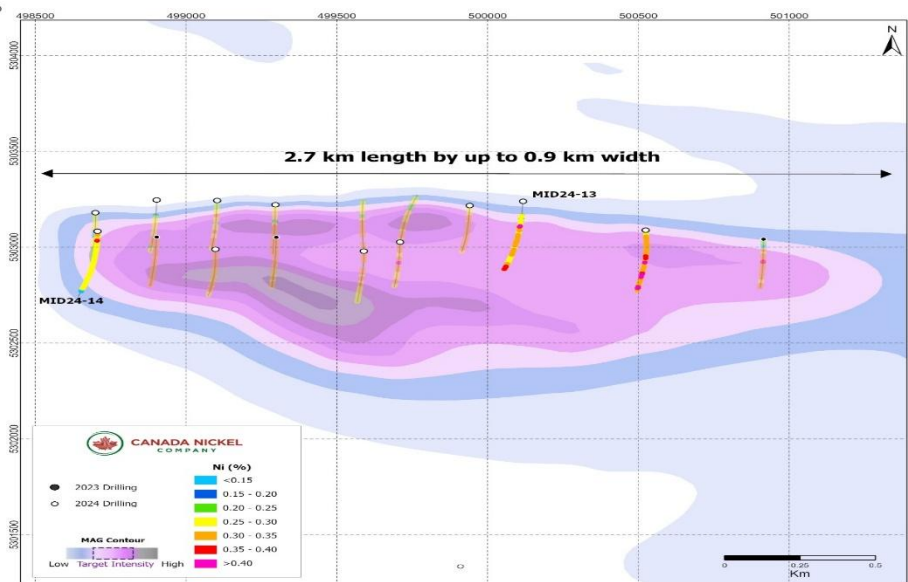 498500 499000 499500 500000 500500 501000
N
5304000
5303500
2.7 km length by up to 0.9 km width
MID24-13
5303000
MID24-14
5302500
5302000
5301500
CANADA NICKEL
COMPANY
2023 Drilling
2024 Drilling
MAG Contour
Low Target Intensity High
Ni (%)
<0.15
0.15 - 0.20
0.20 - 0.25
0.25 - 0.30
0.30 - 0.35
0.35 - 0.40
>0.40
0 0.25 0.5
Km